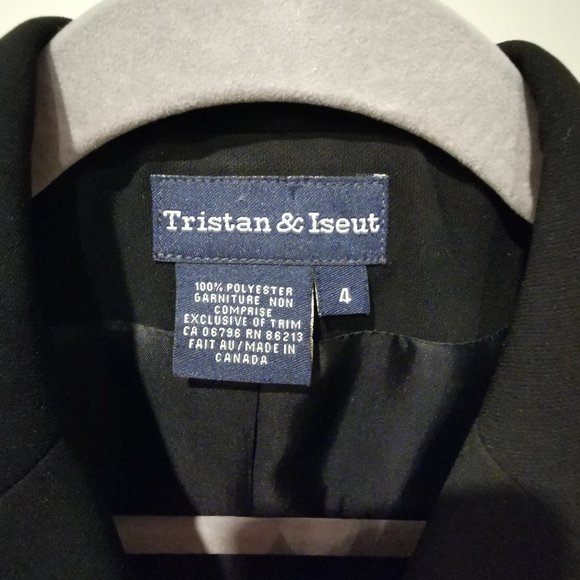 Tristan & Iseut
100% POLYESTER
GARNITURE NON
COMPRISE
EXCLUSIVE OF TRIM
CA 06796 RN 86213
FAIT AU/MADE IN
CANADA
4